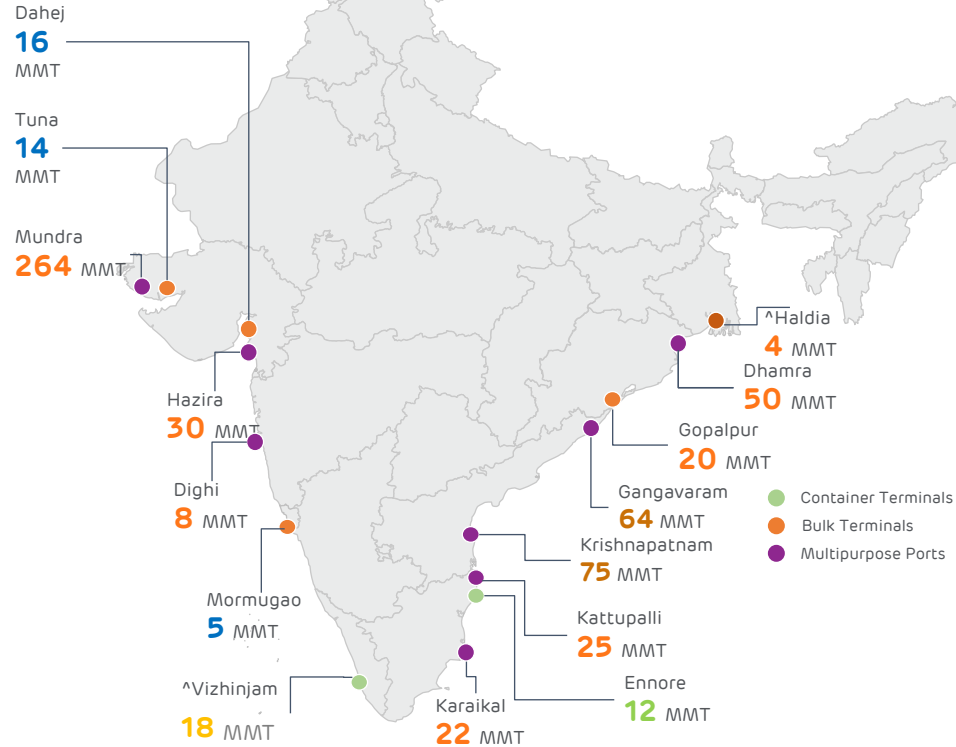 Dahej
16
MMT
Tuna
14
MMT
Mundra
264 MMT
Hazira
30 MMT
Dighi
8 MMT
Mormugao
5 MMT
^Vizhinjam
18 MMT
^Haldia
4 MMT
Dhamra
50 MMT
Gopalpur
20 MMT
Gangavaram
64 MMT
Krishnapatnam
75 MMT
Kattupalli
25 MMT
Ennore
12 MMT
Karaikal
22 MMT
Container Terminals
Bulk Terminals
Multipurpose Ports